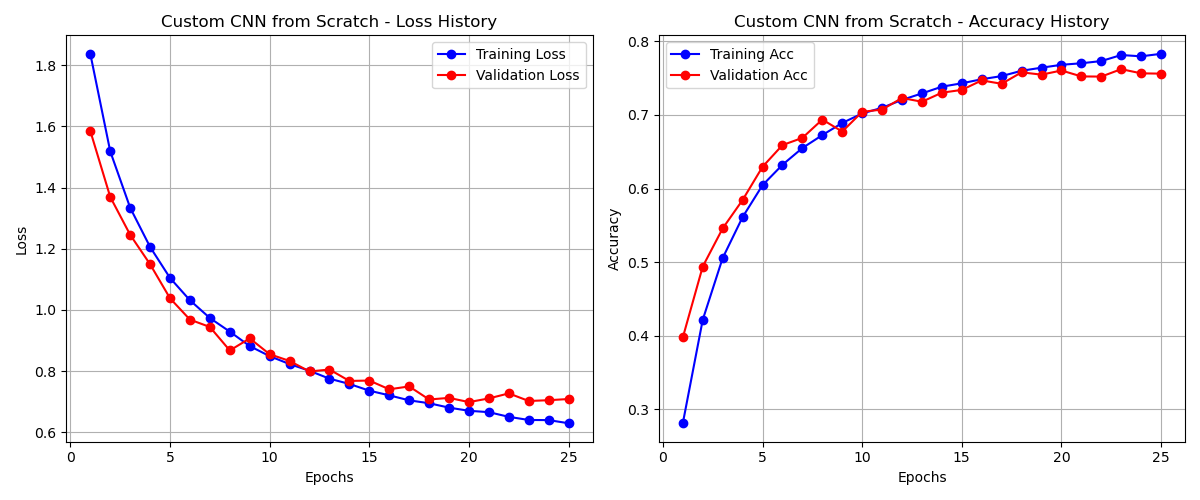 Custom CNN from Scratch - Loss History
Training Loss
Validation Loss
Loss
1.8
1.6
1.4
1.2
1.0
0.8
0.6
0
5
10
15
20
25
Epochs
Custom CNN from Scratch - Accuracy History
Training Acc
Validation Acc
Accuracy
0.8
0.7
0.6
0.5
0.4
0.3
0
5
10
15
20
25
Epochs